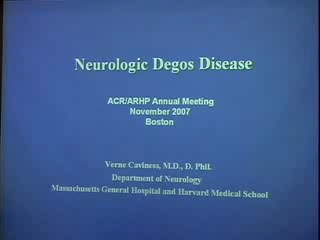 Neurologic Degos Disease
ACR/ARHP Annual Meeting
November 2007
Boston
Verne Caviness, M.D., D. Phil.
Department of Neurology
Massachusetts General Hospital and Harvard Medical School